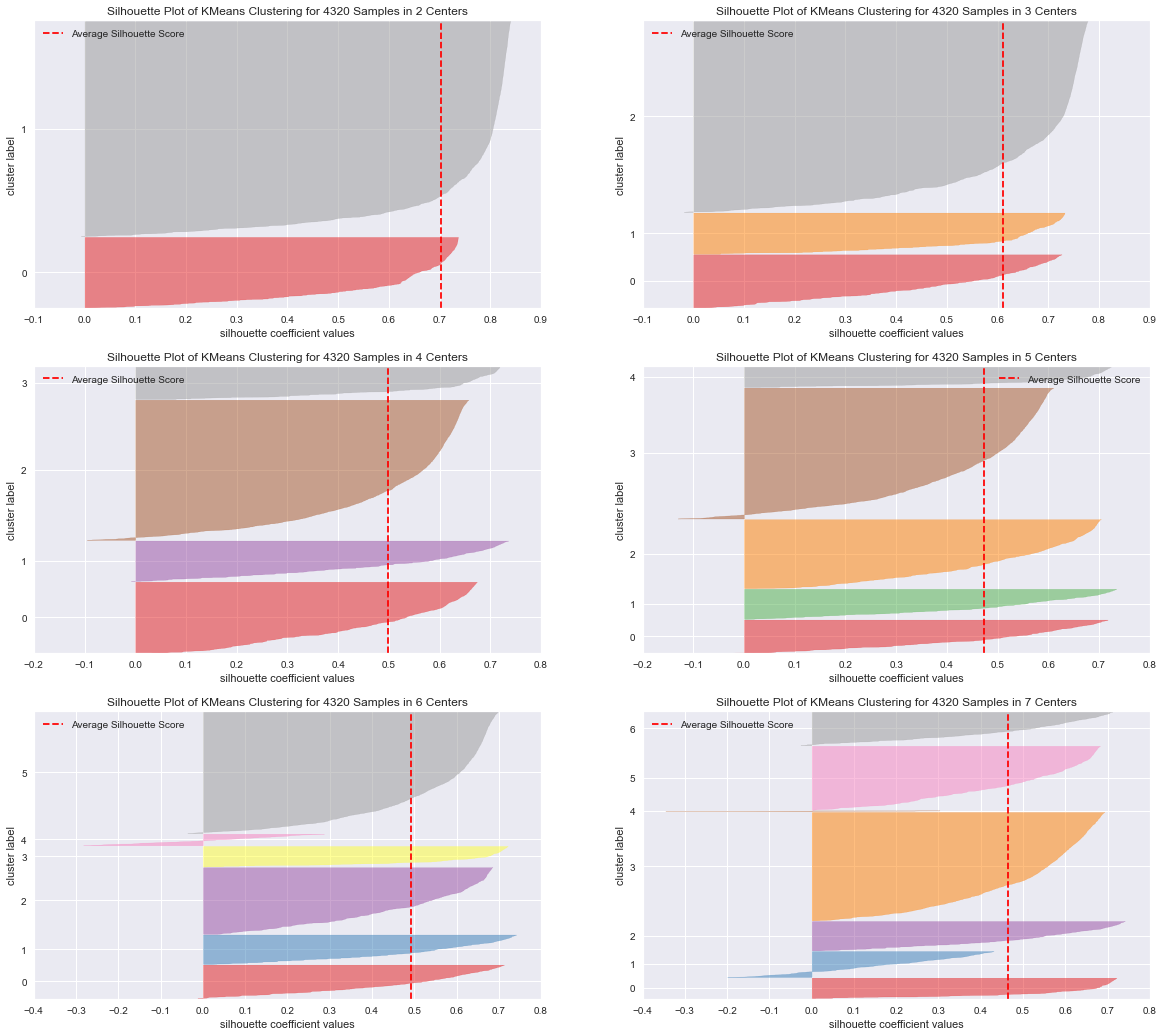 Silhouette Plot of KMeans Clustering for 4320 Samples in 2 Centers
Average Silhouette Score
cluster label
1
0
−0.1 0.0 0.1 0.2 0.3 0.4 0.5 0.6 0.7 0.8 0.9
silhouette coefficient values
Silhouette Plot of KMeans Clustering for 4320 Samples in 3 Centers
Average Silhouette Score
cluster label
2
1
0
−0.1 0.0 0.1 0.2 0.3 0.4 0.5 0.6 0.7 0.8 0.9
silhouette coefficient values
Silhouette Plot of KMeans Clustering for 4320 Samples in 4 Centers
Average Silhouette Score
cluster label
3
2
1
0
−0.2 −0.1 0.0 0.1 0.2 0.3 0.4 0.5 0.6 0.7 0.8
silhouette coefficient values
Silhouette Plot of KMeans Clustering for 4320 Samples in 5 Centers
Average Silhouette Score
cluster label
4
3
2
1
0
−0.2 −0.1 0.0 0.1 0.2 0.3 0.4 0.5 0.6 0.7 0.8
silhouette coefficient values
Silhouette Plot of KMeans Clustering for 4320 Samples in 6 Centers
Average Silhouette Score
cluster label
5
4
3
2
1
0
−0.4 −0.3 −0.2 −0.1 0.0 0.1 0.2 0.3 0.4 0.5 0.6 0.7 0.8
silhouette coefficient values
Silhouette Plot of KMeans Clustering for 4320 Samples in 7 Centers
Average Silhouette Score
cluster label
6
5
4
3
2
1
0
−0.4 −0.3 −0.2 −0.1 0.0 0.1 0.2 0.3 0.4 0.5 0.6 0.7 0.8
silhouette coefficient values